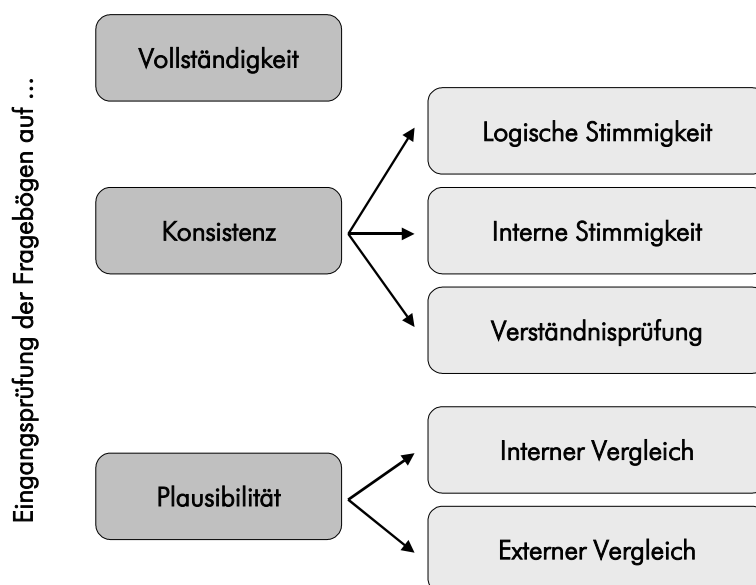 Eingangsprüfung der Fragebögen auf ...
Vollständigkeit
Konsistenz
Logische Stimmigkeit
Interne Stimmigkeit
Verständnisprüfung
Plausibilität
Interner Vergleich
Externer Vergleich